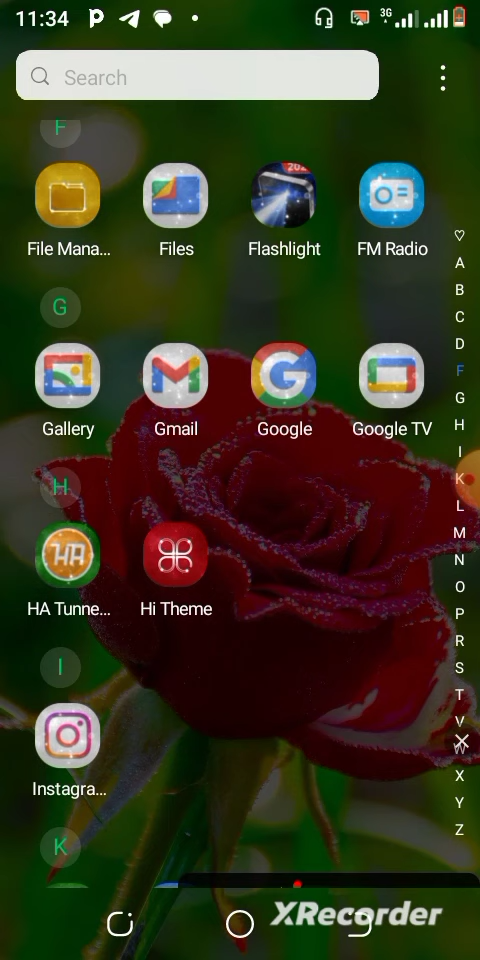 11:34
3G
Search
F
File Mana...
Files
Flashlight
FM Radio
G
Gallery
Gmail
Google
Google TV
H
HA Tunne...
Hi Theme
I
Instagra...
K
A
B
C
D
F
G
H
I
K
L
M
N
O
P
R
S
T
V
W
X
Y
Z
XRecorder